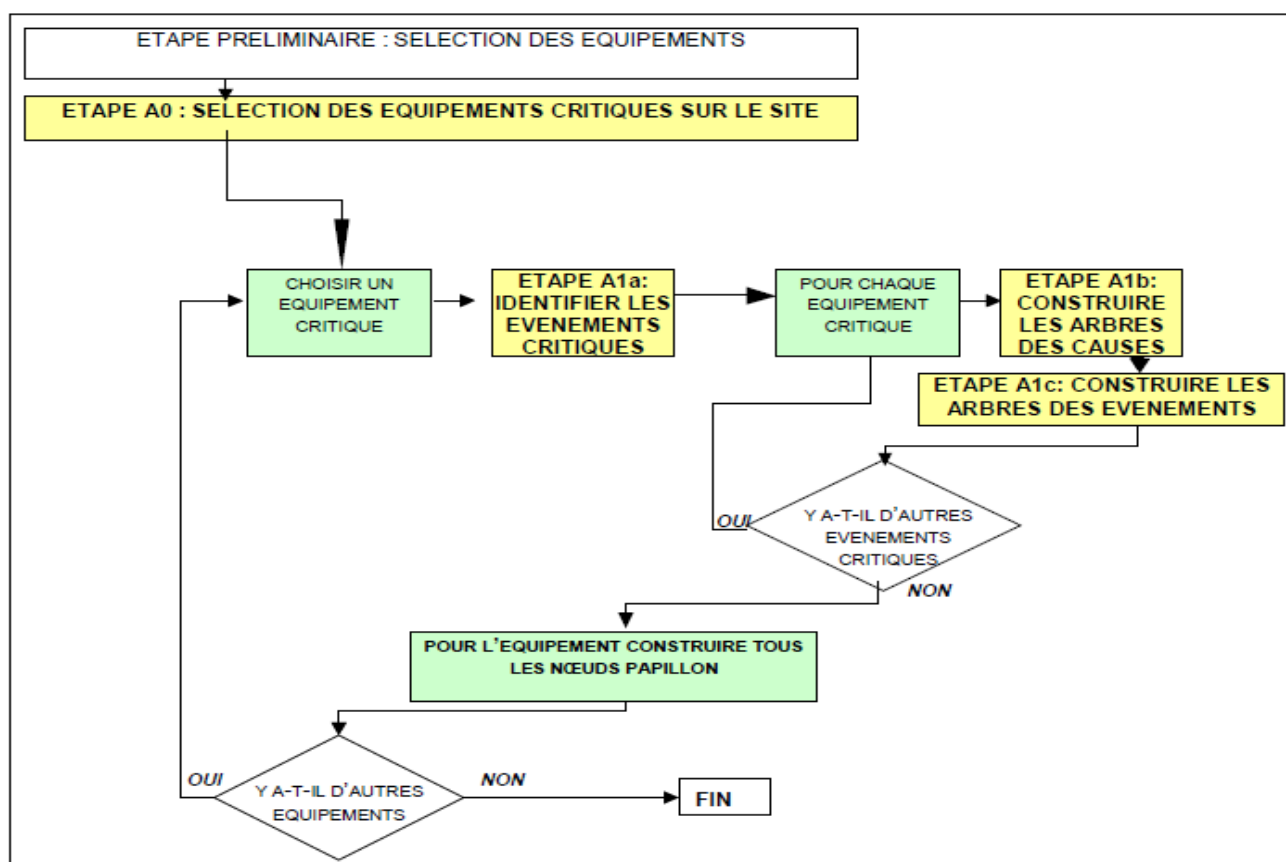 ETAPE PRELIMINAIRE : SELECTION DES EQUIPEMENTS
ETAPE A0 : SELECTION DES EQUIPEMENTS CRITIQUES SUR LE SITE
CHOISIR UN
EQUIPEMENT
CRITIQUE
ETAPE A1a:
IDENTIFIER LES
EVENEMENTS
CRITIQUES
POUR CHAQUE
EQUIPEMENT
CRITIQUE
ETAPE A1b:
CONSTRUIRE
LES ARBRES
DES CAUSES
ETAPE A1c: CONSTRUIRE LES
ARBRES DES EVENEMENTS
OUI
Y A-T-IL D'AUTRES
EVENEMENTS
CRITIQUES
NON
POUR L'EQUIPEMENT CONSTRUIRE TOUS
LES NŒUDS PAPILLON
OUI
Y A-T-IL D'AUTRES
EQUIPEMENTS
NON
FIN